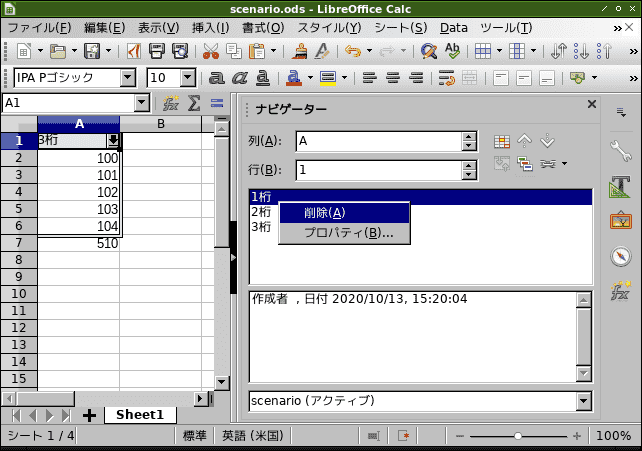 scenario.ods - LibreOffice Calc
ファイル(F) 編集(E) 表示(V) 挿入(I) 書式(O) スタイル(Y) シート(S) Data ツール(T) »
»
IPA Pゴシック 10 a a a »
A1
A B
1 3桁
2 100
3 101
4 102
5 103
6 104
7 510
8
9
10
11
12
13
14
15
ナビゲーター
列(A): A
行(B): 1
1桁
2桁
3桁
削除(A)
プロパティ(B)...
作成者 , 日付 2020/10/13, 15:20:04
scenario (アクティブ)
Sheet1
シート 1 / 4 標準 英語 (米国) 100%